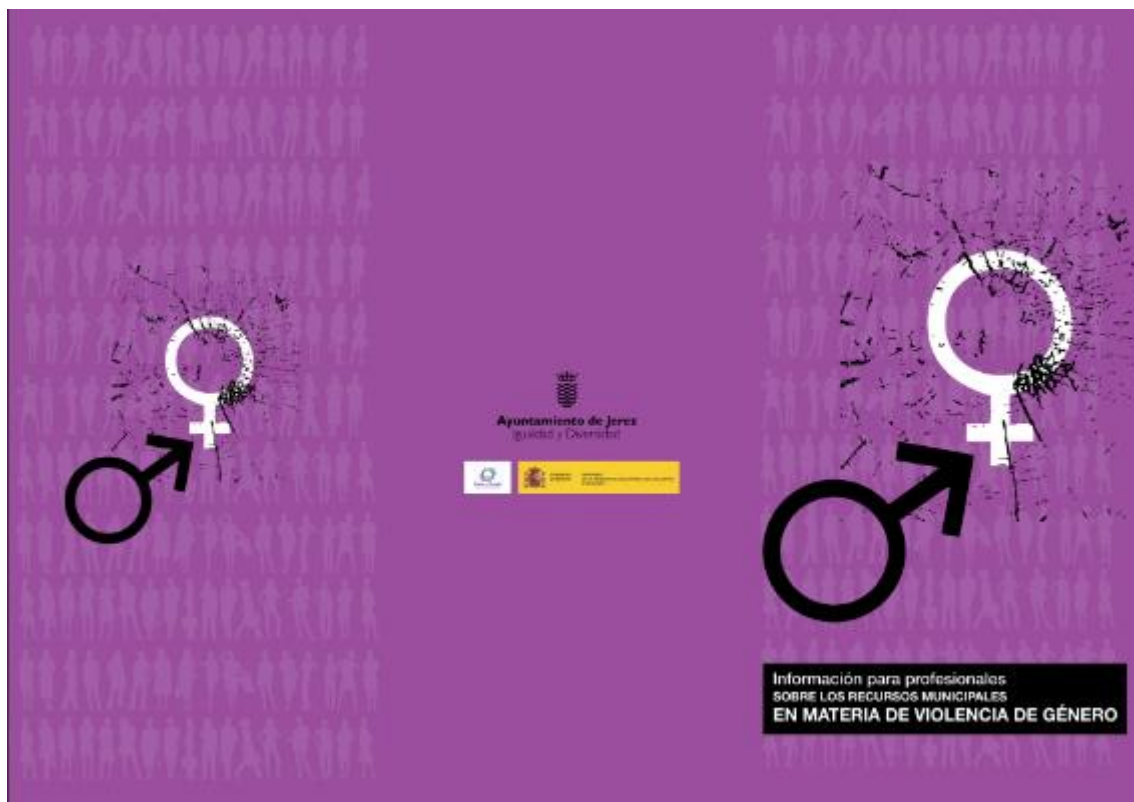 Ayuntamiento de Jerez
Igualdad y Diversidad
Información para profesionales
SOBRE LOS RECURSOS MUNICIPALES
EN MATERIA DE VIOLENCIA DE GÉNERO